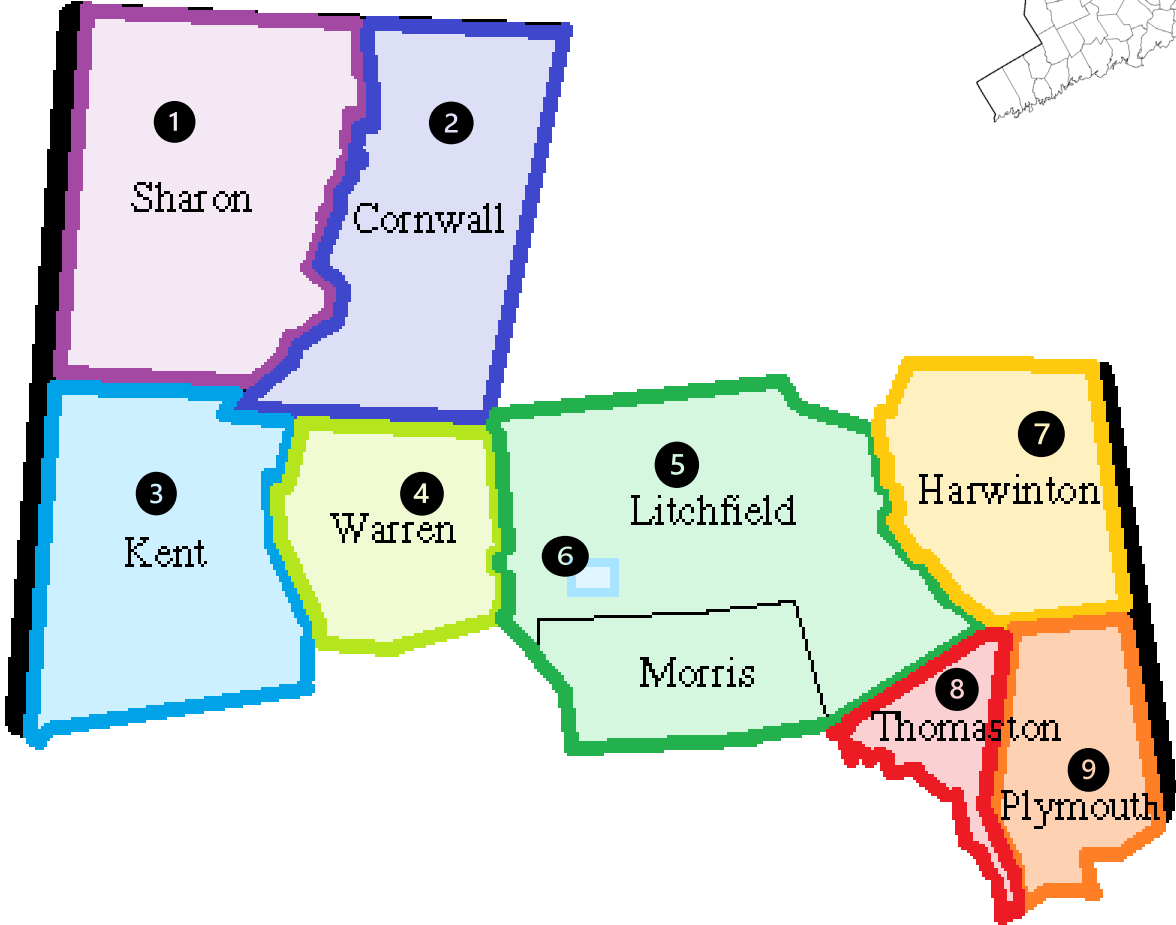 1
Sharon
2
Cornwall
3
Kent
4
Warren
5
Litchfield
6
Morris
7
Harwinton
8
Thomaston
9
Plymouth